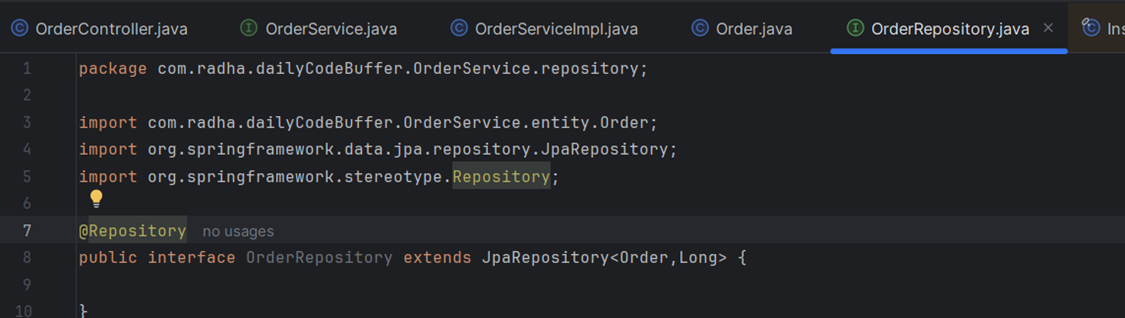 OrderController.java OrderService.java OrderServiceImpl.java Order.java OrderRepository.java Ins
1 package com.radha.dailyCodeBuffer.OrderService.repository;
2
3 import com.radha.dailyCodeBuffer.OrderService.entity.Order;
4 import org.springframework.data.jpa.repository.JpaRepository;
5 import org.springframework.stereotype.Repository;
6
7 @Repository no usages
8 public interface OrderRepository extends JpaRepository<Order,Long> {
9
10 }